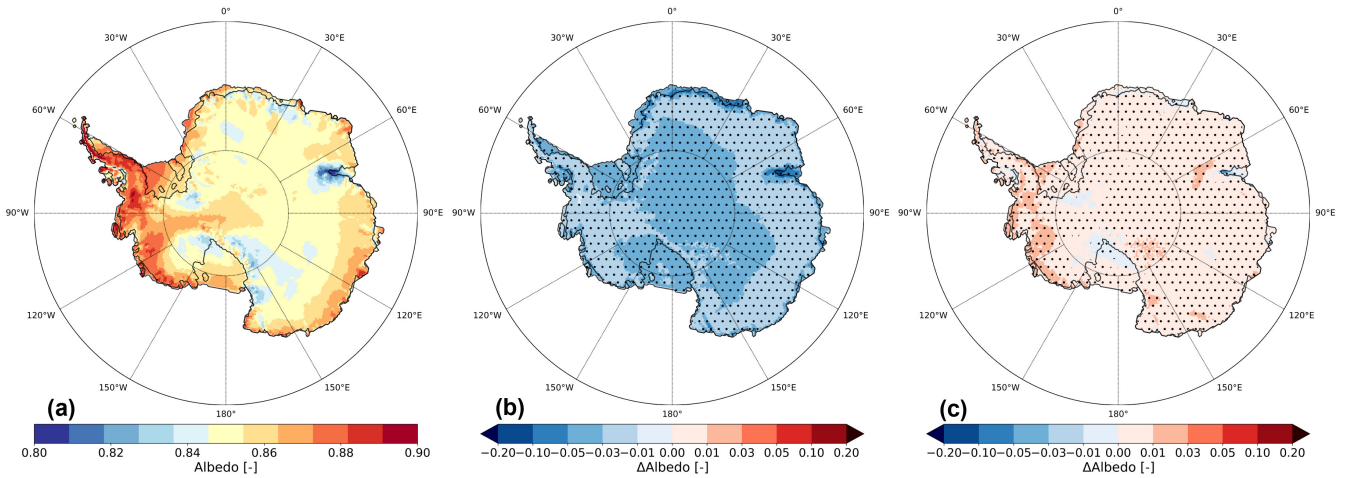 0° 0° 0°
30°W 30°E 30°W 30°E 30°W 30°E
60°W 60°E 60°W 60°E 60°W 60°E
90°W 90°E 90°W 90°E 90°W 90°E
120°W 120°E 120°W 120°E 120°W 120°E
150°W 150°E 150°W 150°E 150°W 150°E
(a) 180° (b) 180° (c) 180°
0.80 0.82 0.84 0.86 0.88 0.90 −0.20 −0.10 −0.05 −0.03 −0.01 0.00 0.01 0.03 0.05 0.10 0.20 −0.20 −0.10 −0.05 −0.03 −0.01 0.00 0.01 0.03 0.05 0.10 0.20
Albedo [-] ΔAlbedo [-] ΔAlbedo [-]